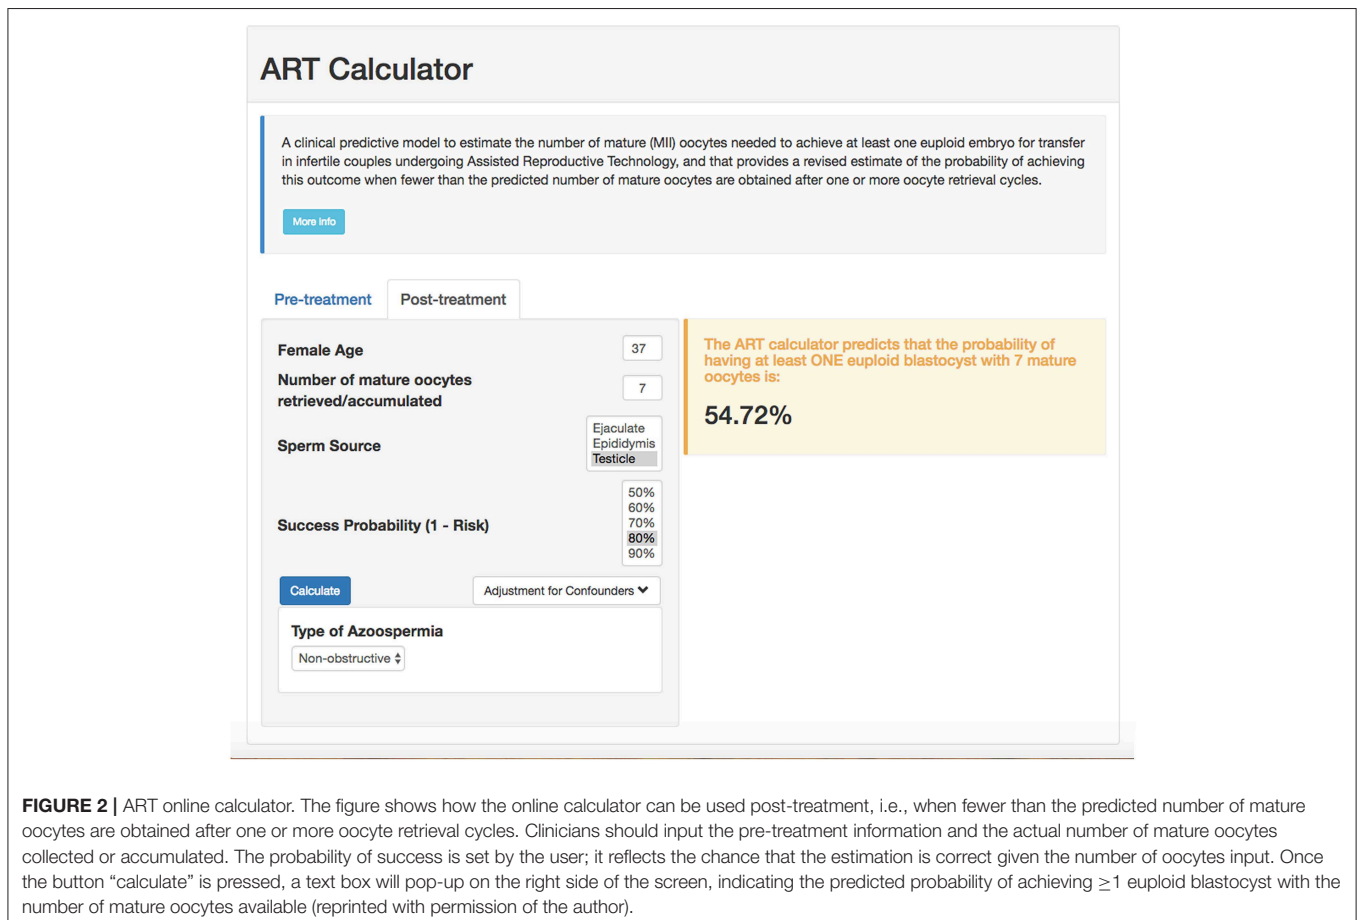 ART Calculator
A clinical predictive model to estimate the number of mature (MII) oocytes needed to achieve at least one euploid embryo for transfer
in infertile couples undergoing Assisted Reproductive Technology, and that provides a revised estimate of the probability of achieving
this outcome when fewer than the predicted number of mature oocytes are obtained after one or more oocyte retrieval cycles.
More info
Pre-treatment Post-treatment
Female Age 37
Number of mature oocytes
retrieved/accumulated 7
Sperm Source
Ejaculate
Epididymis
Testicle
Success Probability (1 - Risk)
50%
60%
70%
80%
90%
Calculate Adjustment for Confounders
Type of Azoospermia
Non-obstructive
The ART calculator predicts that the probability of
having at least ONE euploid blastocyst with 7 mature
oocytes is:
54.72%
FIGURE 2 | ART online calculator. The figure shows how the online calculator can be used post-treatment, i.e., when fewer than the predicted number of mature
oocytes are obtained after one or more oocyte retrieval cycles. Clinicians should input the pre-treatment information and the actual number of mature oocytes
collected or accumulated. The probability of success is set by the user; it reflects the chance that the estimation is correct given the number of oocytes input. Once
the button “calculate” is pressed, a text box will pop-up on the right side of the screen, indicating the predicted probability of achieving ≥1 euploid blastocyst with the
number of mature oocytes available (reprinted with permission of the author).